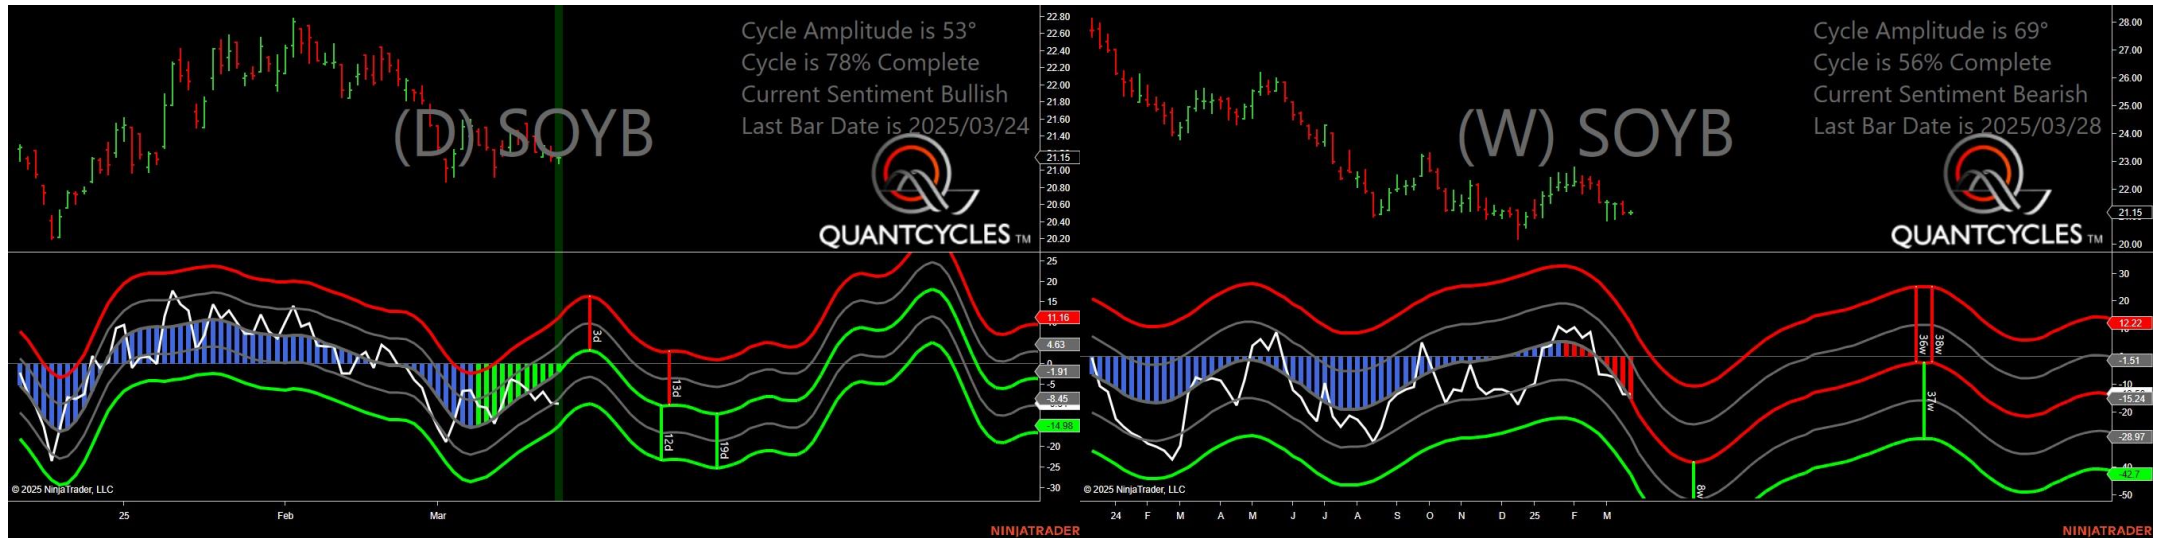 Cycle Amplitude is 53°
Cycle is 78% Complete
Current Sentiment Bullish
Last Bar Date is 2025/03/24
(D) SOYB
QUANTCYCLES TM
22.80
22.60
22.40
22.20
22.00
21.80
21.60
21.40
21.15
21.00
20.80
20.60
20.40
20.20
25
20
15
11.16
4.63
0
-1.91
-5
-8.45
-14.98
-20
-25
-30
3d
13d
12d
19d
© 2025 NinjaTrader, LLC
25
Feb
Mar
NINJATRADER
Cycle Amplitude is 69°
Cycle is 56% Complete
Current Sentiment Bearish
Last Bar Date is 2025/03/28
(W) SOYB
QUANTCYCLES TM
28.00
27.00
26.00
25.00
24.00
23.00
22.00
21.15
20.00
30
20
12.22
-1.51
-10
-15.24
-20
-28.97
-42.7
-50
36w
38w
37w
8w
© 2025 NinjaTrader, LLC
24 F M A M J J A S O N D 25 F M
NINJATRADER